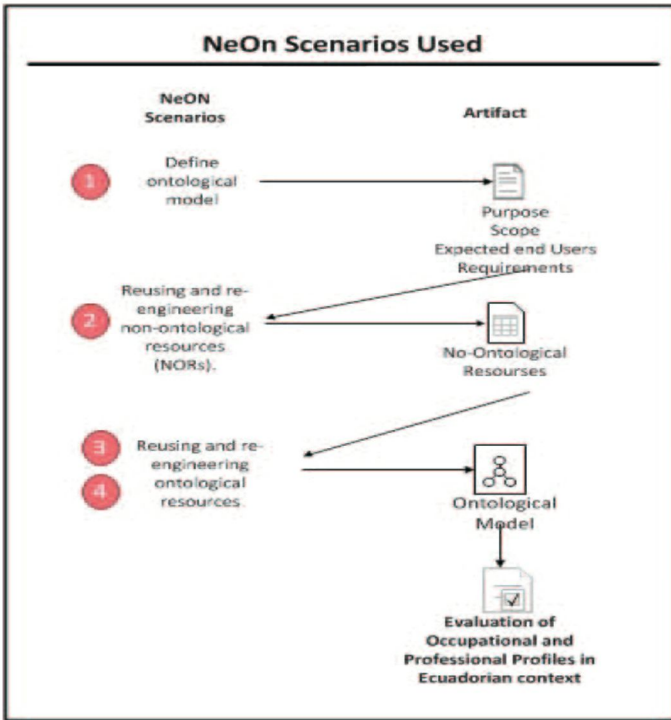 NeOn Scenarios Used
NeON
Scenarios
Artifact
1
Define
ontological
model
Purpose
Scope
Expected end Users
Requirements
2
Reusing and re-
engineering
non-ontological
resources
(NORs).
No-Ontological
Resourses
3
4
Reusing and re-
engineering
ontological
resources
Ontological
Model
Evaluation of
Occupational and
Professional Profiles in
Ecuadorian context